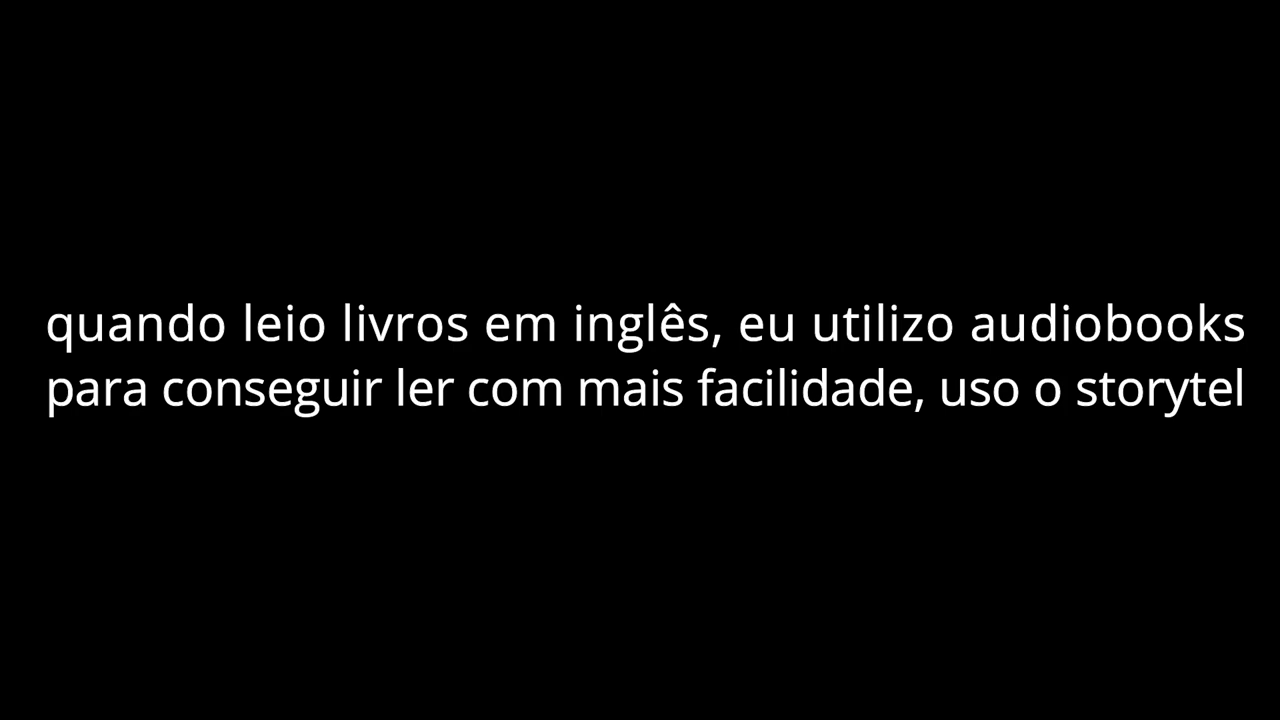 quando leio livros em inglês, eu utilizo audiobooks
para conseguir ler com mais facilidade, uso o storytel